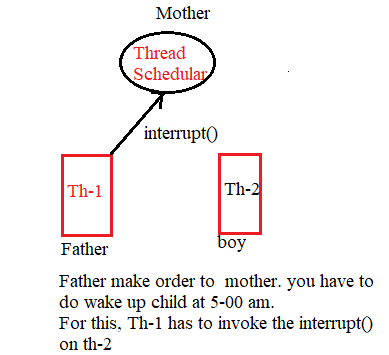 Mother
Thread
Schedular
interrupt()
Th-1
Th-2
Father
boy
Father make order to mother. you have to
do wake up child at 5-00 am.
For this, Th-1 has to invoke the interrupt()
on th-2